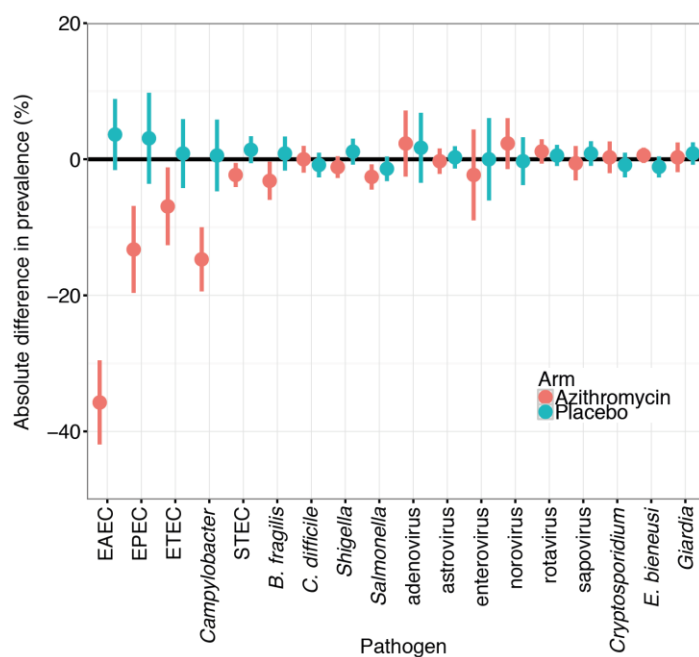 20
0
−20
−40
Absolute difference in prevalence (%)
Arm
Azithromycin
Placebo
EAEC
EPEC
ETEC
Campylobacter
STEC
B. fragilis
C. difficile
Shigella
Salmonella
adenovirus
astrovirus
enterovirus
norovirus
rotavirus
sapovirus
Cryptosporidium
E. bieneusi
Giardia
Pathogen